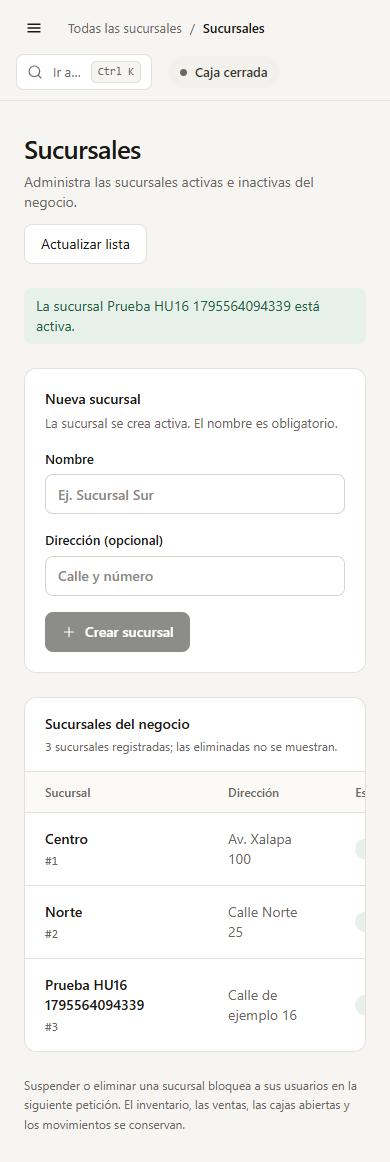 Todas las sucursales / Sucursales
Ir a... Ctrl K
Caja cerrada
Sucursales
Administra las sucursales activas e inactivas del
negocio.
Actualizar lista
La sucursal Prueba HU16 1795564094339 está
activa.
Nueva sucursal
La sucursal se crea activa. El nombre es obligatorio.
Nombre
Ej. Sucursal Sur
Dirección (opcional)
Calle y número
+ Crear sucursal
Sucursales del negocio
3 sucursales registradas; las eliminadas no se muestran.
Sucursal Dirección Es
Centro
#1
Av. Xalapa
100
Norte
#2
Calle Norte
25
Prueba HU16
1795564094339
#3
Calle de
ejemplo 16
Suspender o eliminar una sucursal bloquea a sus usuarios en la
siguiente petición. El inventario, las ventas, las cajas abiertas y
los movimientos se conservan.